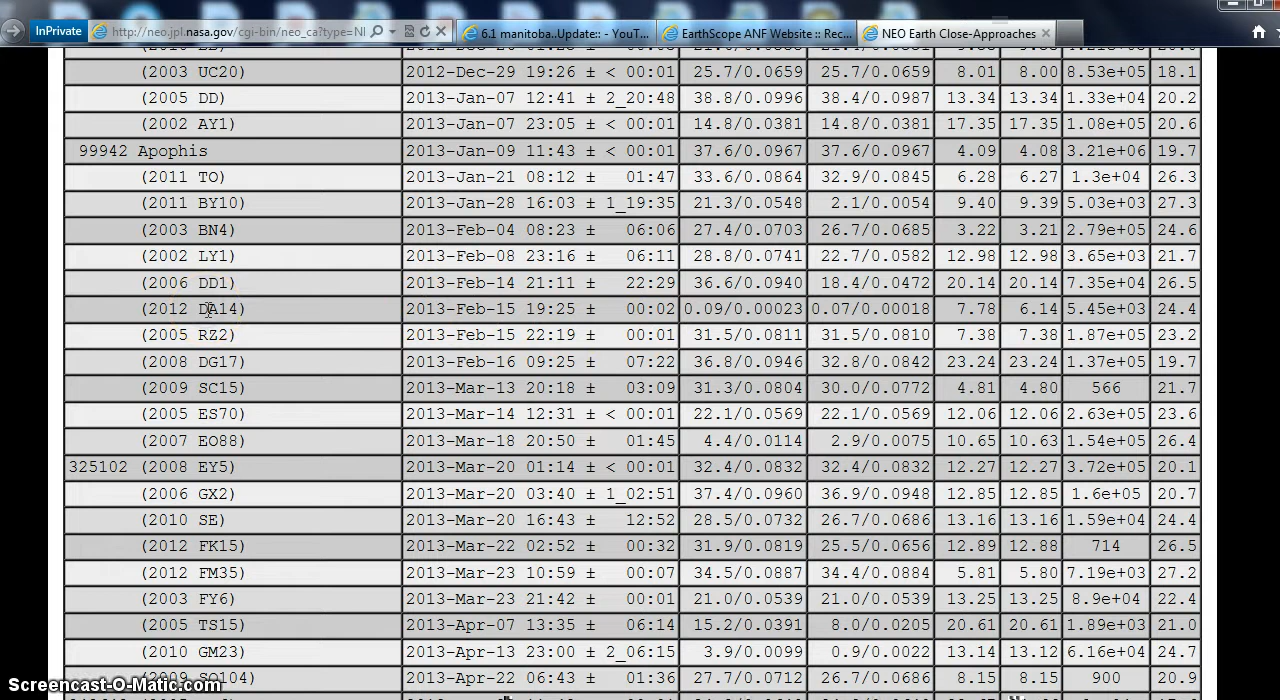 InPrivate http://neo.jpl.nasa.gov/cgi-bin/neo_ca?type=NI 6.1 manitoba..Update:: - YouT... EarthScope ANF Website :: Rec... NEO Earth Close-Approaches
(2003 UC20) 2012-Dec-29 19:26 ± < 00:01 25.7/0.0659 25.7/0.0659 8.01 8.00 8.53e+05 18.1
(2005 DD) 2013-Jan-07 12:41 ± 2_20:48 38.8/0.0996 38.4/0.0987 13.34 13.34 1.33e+04 20.2
(2002 AY1) 2013-Jan-07 23:05 ± < 00:01 14.8/0.0381 14.8/0.0381 17.35 17.35 1.08e+05 20.6
99942 Apophis 2013-Jan-09 11:43 ± < 00:01 37.6/0.0967 37.6/0.0967 4.09 4.08 3.21e+06 19.7
(2011 TO) 2013-Jan-21 08:12 ± 01:47 33.6/0.0864 32.9/0.0845 6.28 6.27 1.3e+04 26.3
(2011 BY10) 2013-Jan-28 16:03 ± 1_19:35 21.3/0.0548 2.1/0.0054 9.40 9.39 5.03e+03 27.3
(2003 BN4) 2013-Feb-04 08:23 ± 06:06 27.4/0.0703 26.7/0.0685 3.22 3.21 2.79e+05 24.6
(2002 LY1) 2013-Feb-08 23:16 ± 06:11 28.8/0.0741 22.7/0.0582 12.98 12.98 3.65e+03 21.7
(2006 DD1) 2013-Feb-14 21:11 ± 22:29 36.6/0.0940 18.4/0.0472 20.14 20.14 7.35e+04 26.5
(2012 DA14) 2013-Feb-15 19:25 ± 00:02 0.09/0.00023 0.07/0.00018 7.78 6.14 5.45e+03 24.4
(2005 RZ2) 2013-Feb-15 22:19 ± 00:01 31.5/0.0811 31.5/0.0810 7.38 7.38 1.87e+05 23.2
(2008 DG17) 2013-Feb-16 09:25 ± 07:22 36.8/0.0946 32.8/0.0842 23.24 23.24 1.37e+05 19.7
(2009 SC15) 2013-Mar-13 20:18 ± 03:09 31.3/0.0804 30.0/0.0772 4.81 4.80 566 21.7
(2005 ES70) 2013-Mar-14 12:31 ± < 00:01 22.1/0.0569 22.1/0.0569 12.06 12.06 2.63e+05 23.6
(2007 EO88) 2013-Mar-18 20:50 ± 01:45 4.4/0.0114 2.9/0.0075 10.65 10.63 1.54e+05 26.4
325102 (2008 EY5) 2013-Mar-20 01:14 ± < 00:01 32.4/0.0832 32.4/0.0832 12.27 12.27 3.72e+05 20.1
(2006 GX2) 2013-Mar-20 03:40 ± 1_02:51 37.4/0.0960 36.9/0.0948 12.85 12.85 1.6e+05 20.7
(2010 SE) 2013-Mar-20 16:43 ± 12:52 28.5/0.0732 26.7/0.0686 13.16 13.16 1.59e+04 24.4
(2012 FK15) 2013-Mar-22 02:52 ± 00:32 31.9/0.0819 25.5/0.0656 12.89 12.88 714 26.5
(2012 FM35) 2013-Mar-23 10:59 ± 00:07 34.5/0.0887 34.4/0.0884 5.81 5.80 7.19e+03 27.2
(2003 FY6) 2013-Mar-23 21:42 ± 00:01 21.0/0.0539 21.0/0.0539 13.25 13.25 8.9e+04 22.4
(2005 TS15) 2013-Apr-07 13:35 ± 06:14 15.2/0.0391 8.0/0.0205 20.61 20.61 1.89e+03 21.0
(2010 GM23) 2013-Apr-13 23:00 ± 2_06:15 3.9/0.0099 0.9/0.0022 13.14 13.12 6.16e+04 24.7
SQ104) 2013-Apr-22 06:43 ± 01:36 27.7/0.0712 26.7/0.0686 8.15 8.15 900 20.9
Screencast-O-Matic.com